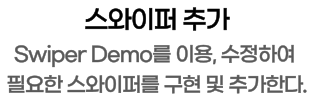 스와이퍼 추가
Swiper Demo를 이용, 수정하여
필요한 스와이퍼를 구현 및 추가한다.